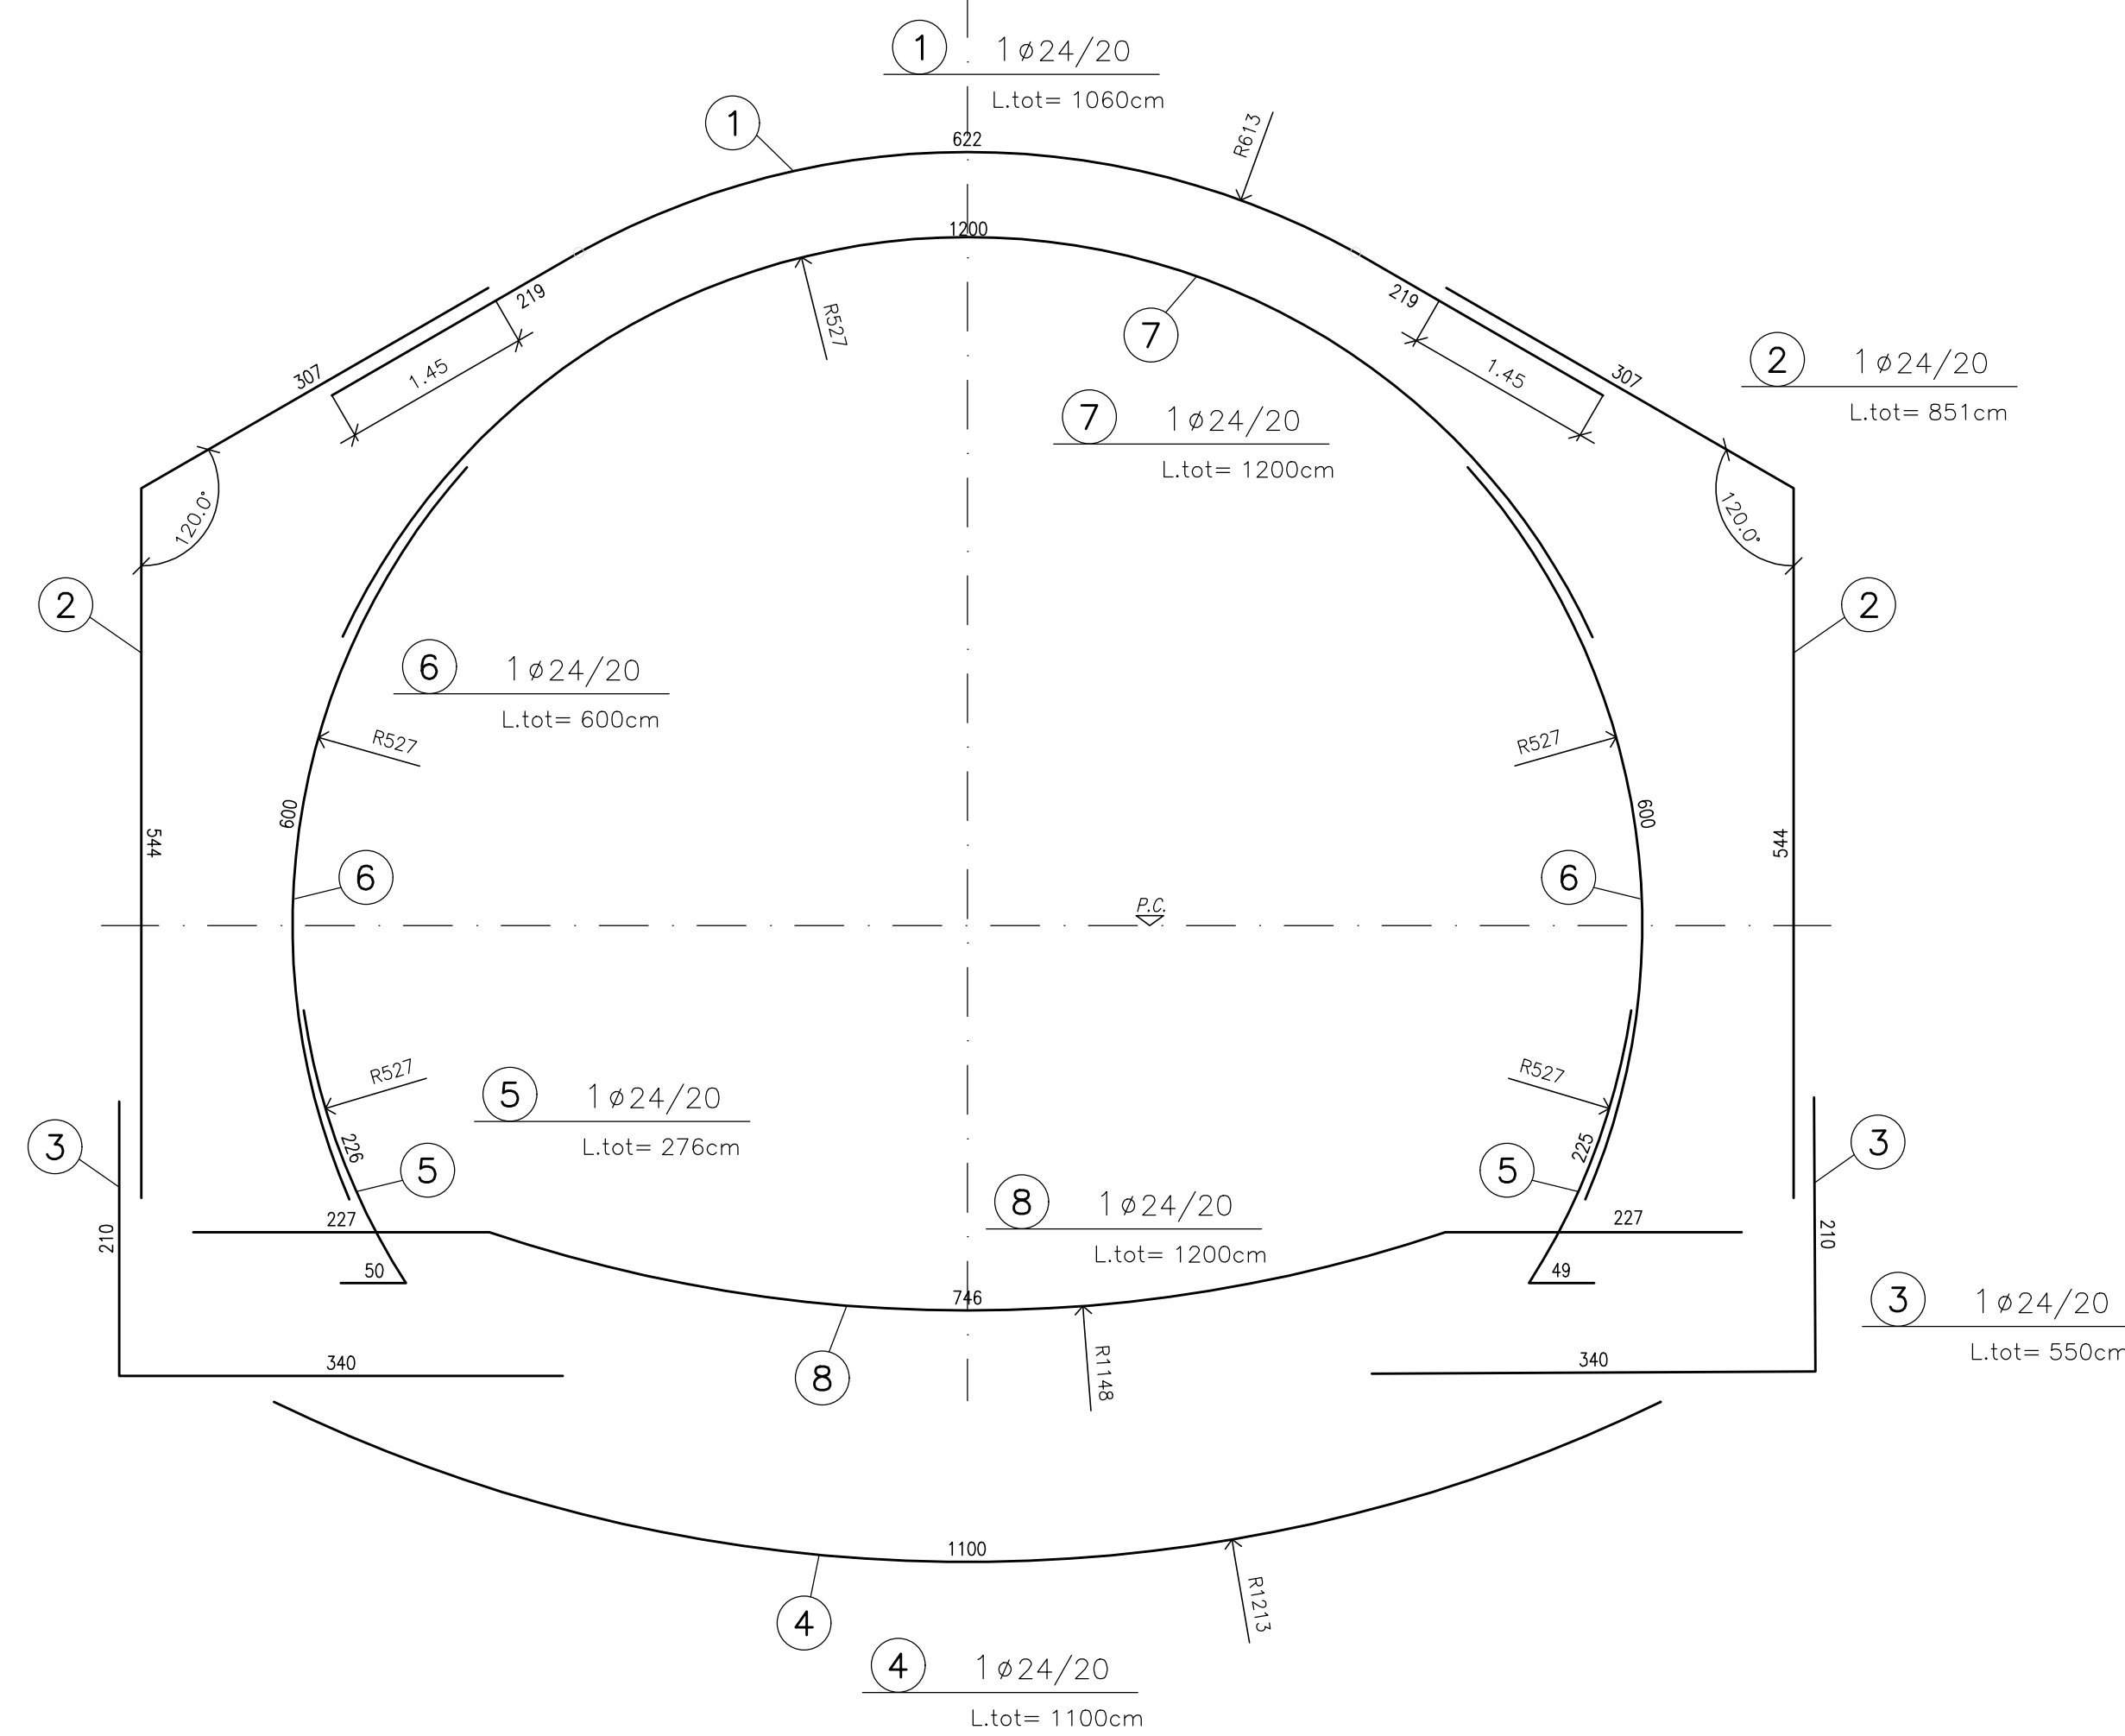 1 1ø24/20
L.tot= 1060cm
1
622
R613
1200
219
219
R527
7
307
1.45
1.45
307
2 1ø24/20
L.tot= 851cm
7 1ø24/20
L.tot= 1200cm
120.0°
120.0°
2
2
6 1ø24/20
L.tot= 600cm
R527
R527
600
600
544
544
6
6
P.C.
R527
R527
5 1ø24/20
L.tot= 276cm
3
3
226
225
5
5
8 1ø24/20
L.tot= 1200cm
227
227
210
210
50
49
746
3 1ø24/20
L.tot= 550cm
340
340
8
R1148
1100
R1213
4
4 1ø24/20
L.tot= 1100cm